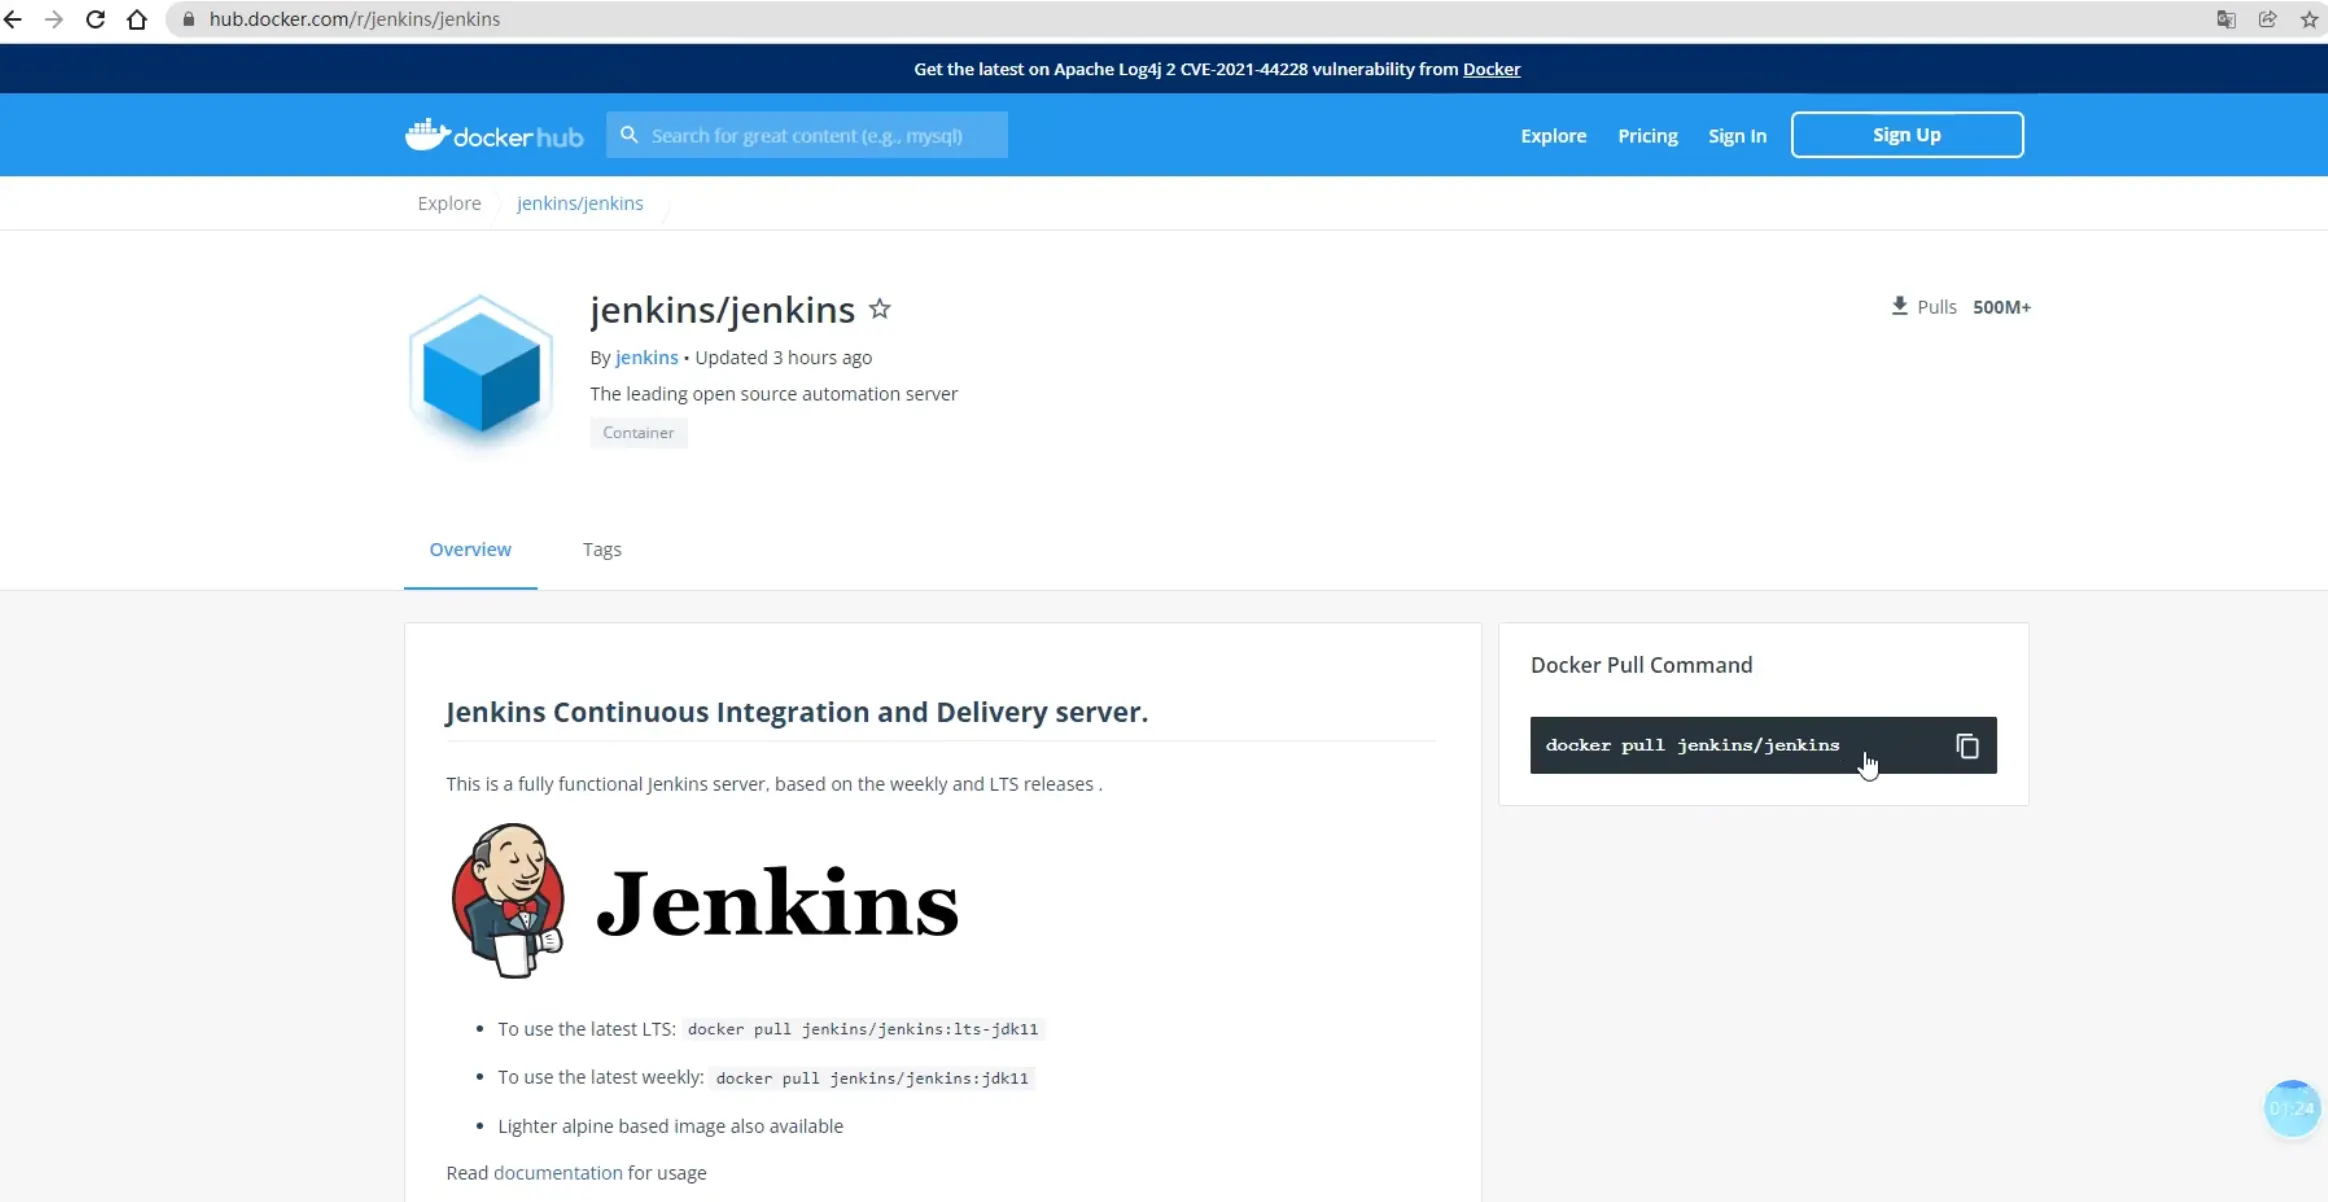 hub.docker.com/r/jenkins/jenkins
Get the latest on Apache Log4j 2 CVE-2021-44228 vulnerability from Docker
docker hub
Search for great content (e.g., mysql)
Explore
Pricing
Sign In
Sign Up
Explore
jenkins/jenkins
jenkins/jenkins
Pulls 500M+
By jenkins • Updated 3 hours ago
The leading open source automation server
Container
Overview
Tags
Jenkins Continuous Integration and Delivery server.
This is a fully functional Jenkins server, based on the weekly and LTS releases .
Jenkins
• To use the latest LTS: docker pull jenkins/jenkins:lts-jdk11
• To use the latest weekly: docker pull jenkins/jenkins:jdk11
• Lighter alpine based image also available
Read documentation for usage
Docker Pull Command
docker pull jenkins/jenkins
01:24